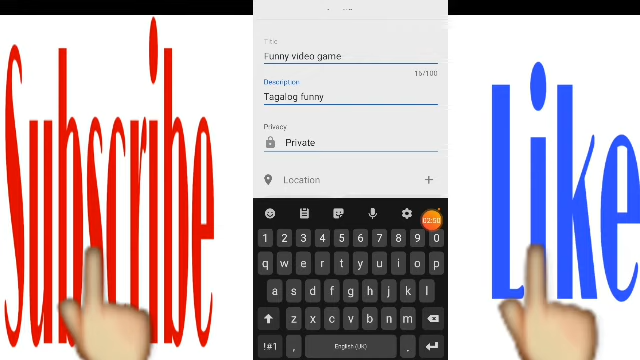 Subscribe
Title
Funny video game
16/100
Description
Tagalog funny
Privacy
Private
Location +
02:50
1 2 3 4 5 6 7 8 9 0
q w e r t y u i o p
a s d f g h j k l
z x c v b n m
!#1 , English (UK) .
Like